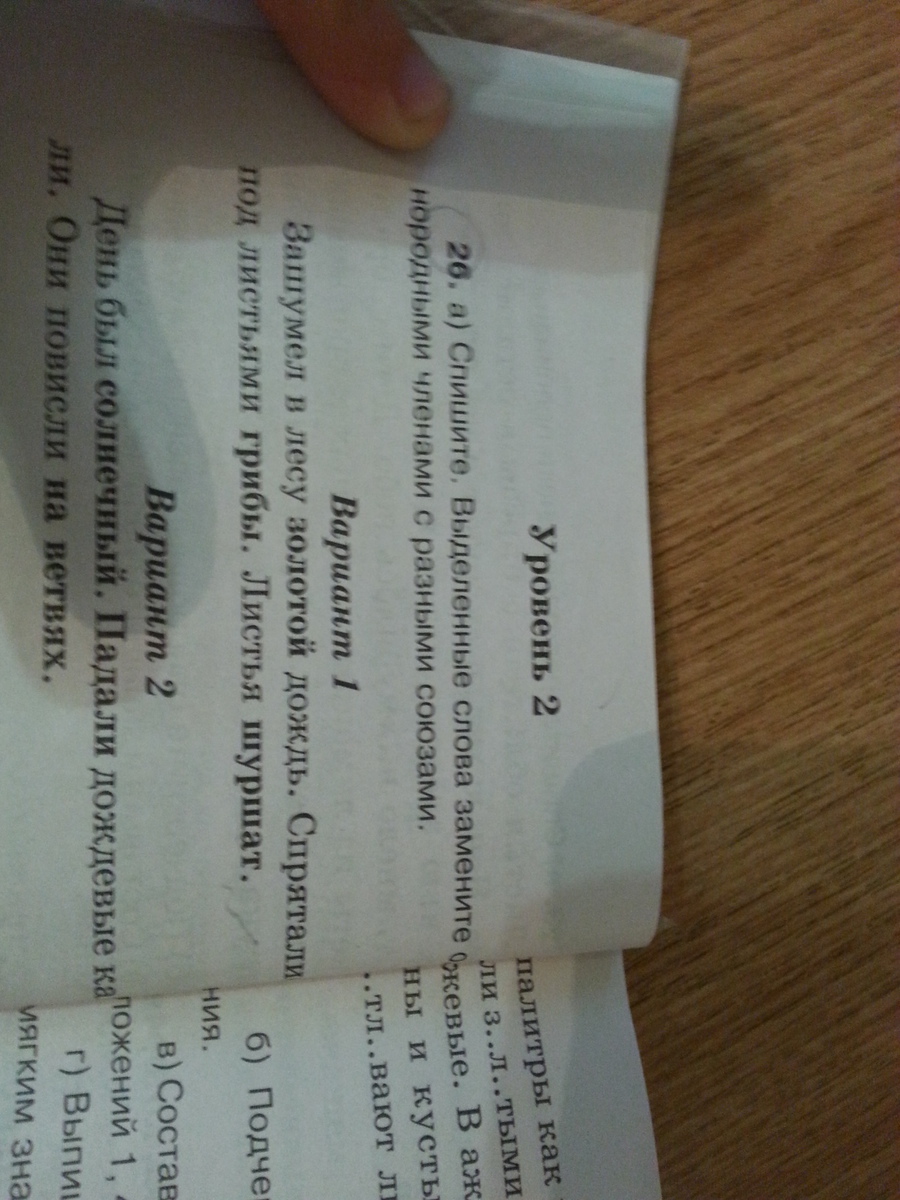 Уровень 2
26. а) Спишите. Выделенные слова замените о
нородными членами с разными союзами.
Вариант 1
Зашумел в лесу золотой дождь. Спрятали
под листьями грибы. Листья шуршат.
Вариант 2
День был солнечный. Падали дождевые ка
ли. Они повисли на ветвях.
палитры как
ли з..л..тыми
жевые. В аж
ны и кусты
..тл..вают ли
б) Подче
ния.
в) Состав
ложений 1,
г) Выпи
мягким зна